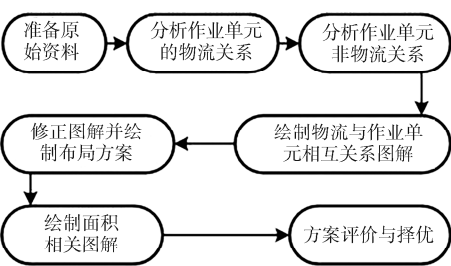 准备原
始资料
分析作业单元
的物流关系
分析作业单元
非物流关系
绘制物流与作业单
元相互关系图解
修正图解并绘
制布局方案
绘制面积
相关图解
方案评价与择优